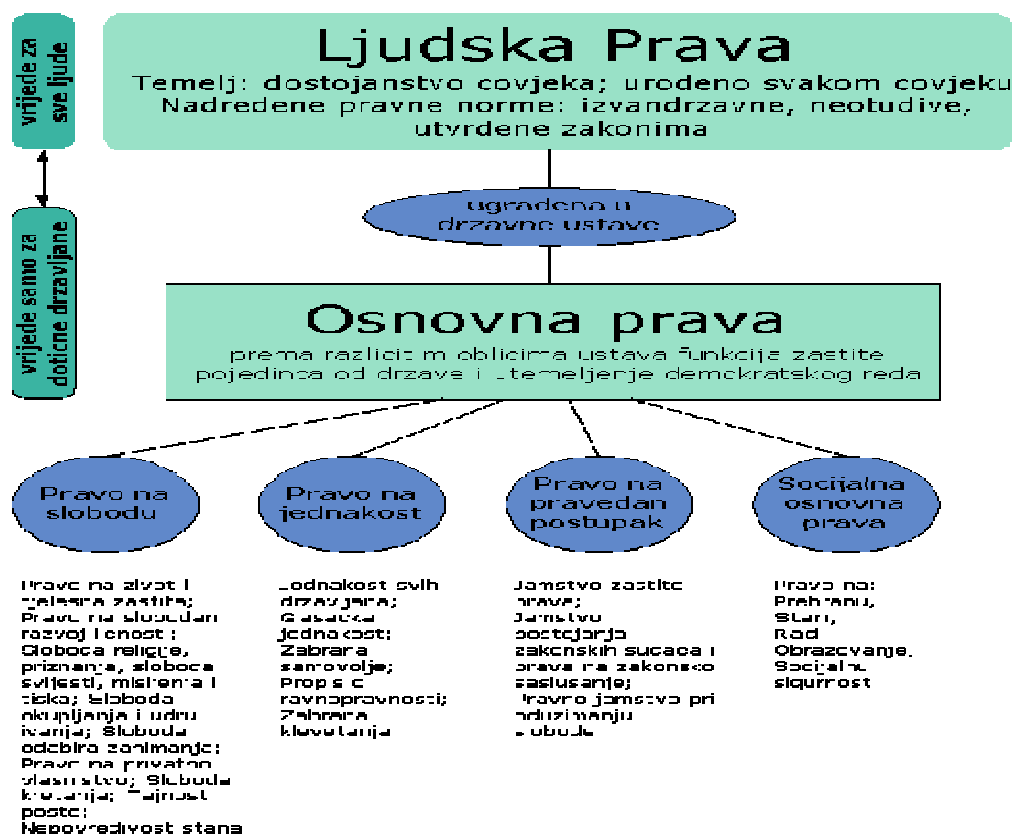 vrijede za
sve ljude
Ljudska Prava
Temelj: dostojanstvo covjeka; urodeno svakom covjeku
Nadredene pravne norme: izvandrzavne, neotudive,
utvrdene zakonima
ugradena u
drzavne ustave
vrijede samo za
doticne drzavljane
Osnovna prava
prema razlicitim oblicima ustava funkcija zastite
pojedinca od drzave i utemeljenje demokratskog reda
Pravo na
slobodu
Pravo na
jednakost
Pravo na
pravedan
postupak
Socijalna
osnovna
prava
Pravo na zivot i
tjelesna zastita;
Pravo na slobodan
razvoj licnosti;
Sloboda religije,
priznanja, sloboda
svijesti, misljenja i
tiska; Sloboda
okupljanja i udru
ivanja; Sloboda
odabira zanimanja;
Pravo na privatno
vlasnistvo; Sloboda
kretanja; Tajnost
poste;
Nepovredivost stana
Jednakost svih
drzavljana;
Glasacka
jednakost;
Zabrana
samovolje;
Propis o
ravnopravnosti;
Zabrana
klevetanja
Jamstvo zastite
prava;
Jamstvo
postojanja
zakonskih sudaca i
prava na zakonsko
saslusanje;
Pravno jamstvo pri
oduzimanju
slobode
Pravo na:
Prehranu,
Stan,
Rad
Obrazovanje,
Socijalnu
sigurnost